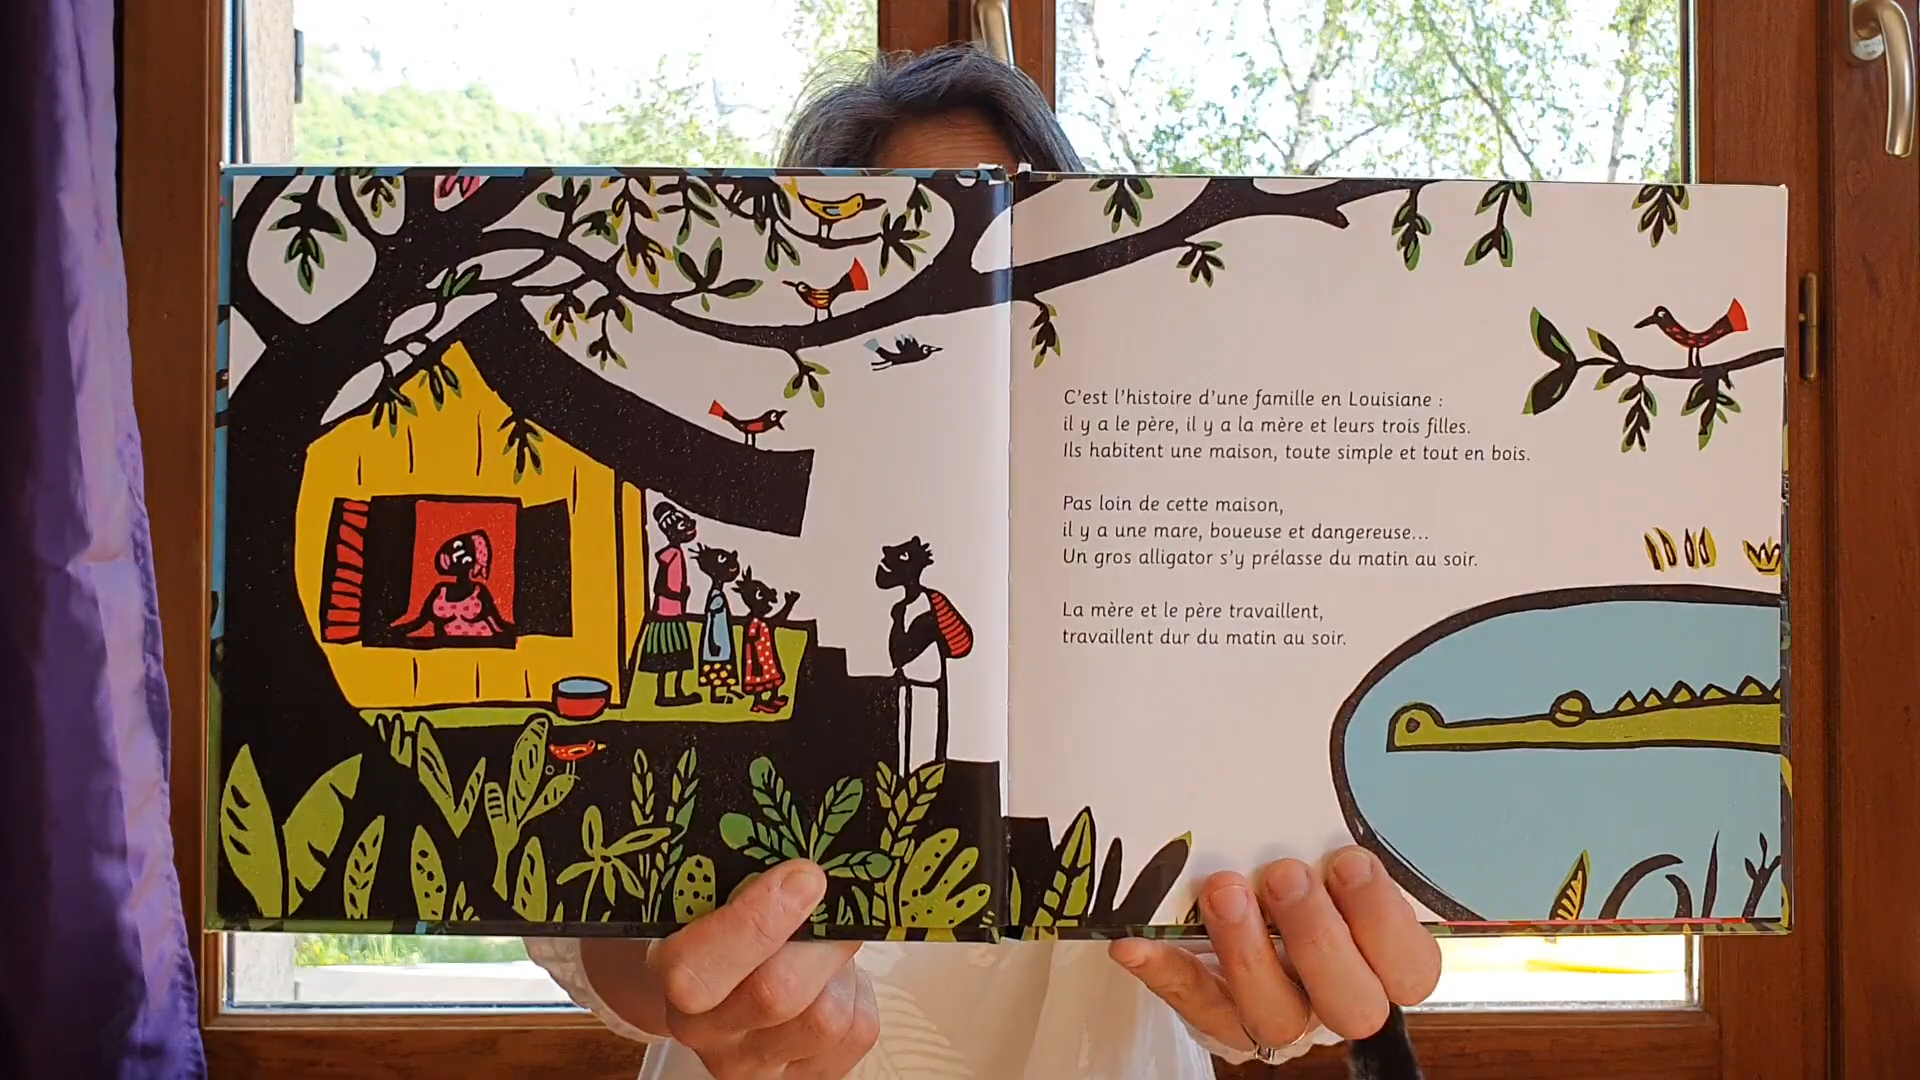 C'est l'histoire d'une famille en Louisiane :
il y a le père, il y a la mère et leurs trois filles.
Ils habitent une maison, toute simple et tout en bois.
Pas loin de cette maison,
il y a une mare, boueuse et dangereuse...
Un gros alligator s'y prélasse du matin au soir.
La mère et le père travaillent,
travaillent dur du matin au soir.